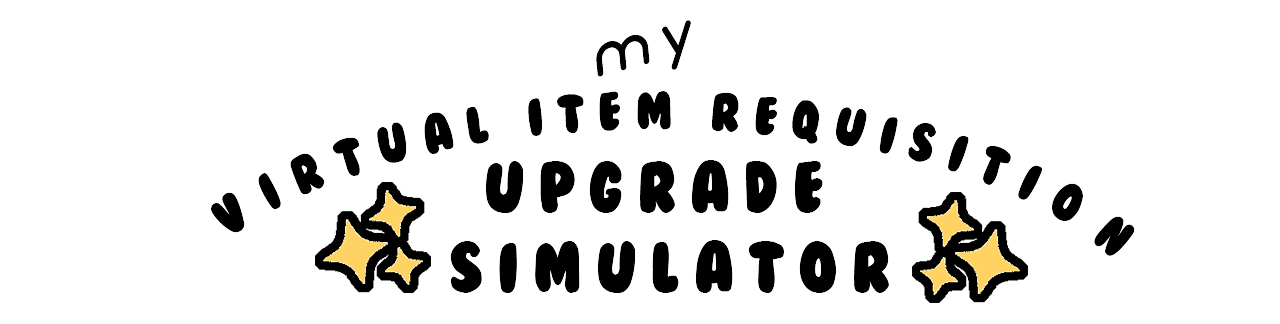 my
VIRTUAL ITEM REQUISITION
UPGRADE
SIMULATOR